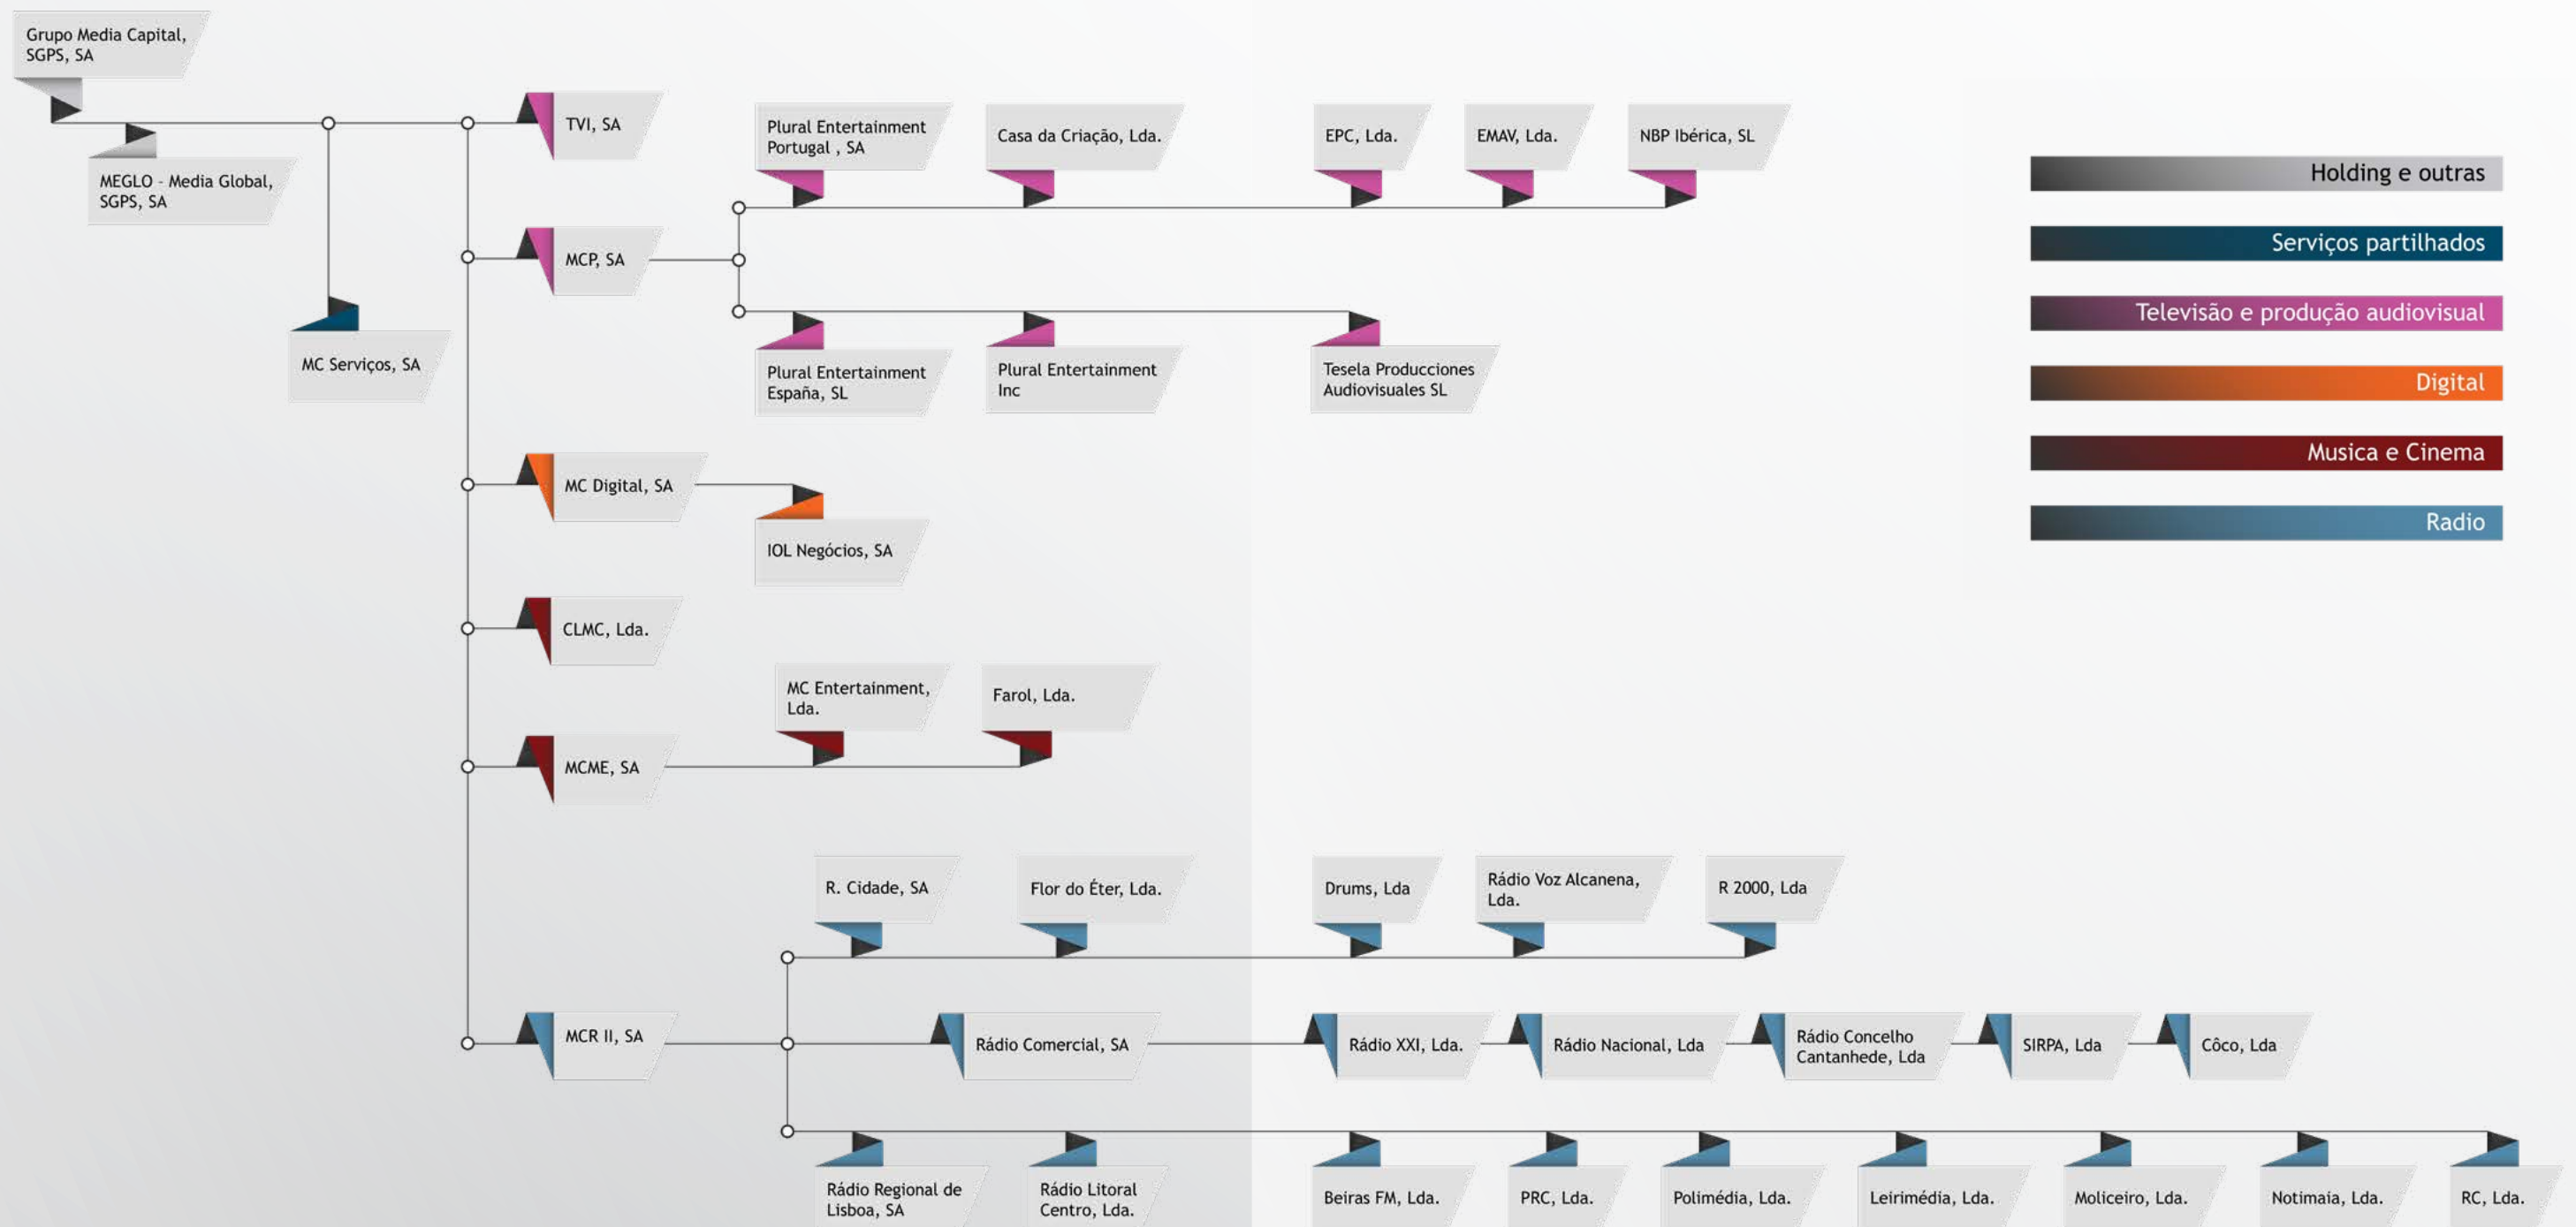 Grupo Media Capital,
SGPS, SA
MEGLO - Media Global,
SGPS, SA
MC Serviços, SA
TVI, SA
MCP, SA
Plural Entertainment
Portugal , SA
Casa da Criação, Lda.
EPC, Lda.
EMAV, Lda.
NBP Ibérica, SL
Plural Entertainment
España, SL
Plural Entertainment
Inc
Tesela Producciones
Audiovisuales SL
Holding e outras
Serviços partilhados
Televisão e produção audiovisual
Digital
Musica e Cinema
Radio
MC Digital, SA
IOL Negócios, SA
CLMC, Lda.
MCME, SA
MC Entertainment,
Lda.
Farol, Lda.
MCR II, SA
R. Cidade, SA
Flor do Éter, Lda.
Drums, Lda
Rádio Voz Alcanena,
Lda.
R 2000, Lda
Rádio Comercial, SA
Rádio XXI, Lda.
Rádio Nacional, Lda
Rádio Concelho
Cantanhede, Lda
SIRPA, Lda
Côco, Lda
Rádio Regional de
Lisboa, SA
Rádio Litoral
Centro, Lda.
Beiras FM, Lda.
PRC, Lda.
Polimédia, Lda.
Leirimédia, Lda.
Moliceiro, Lda.
Notimaia, Lda.
RC, Lda.